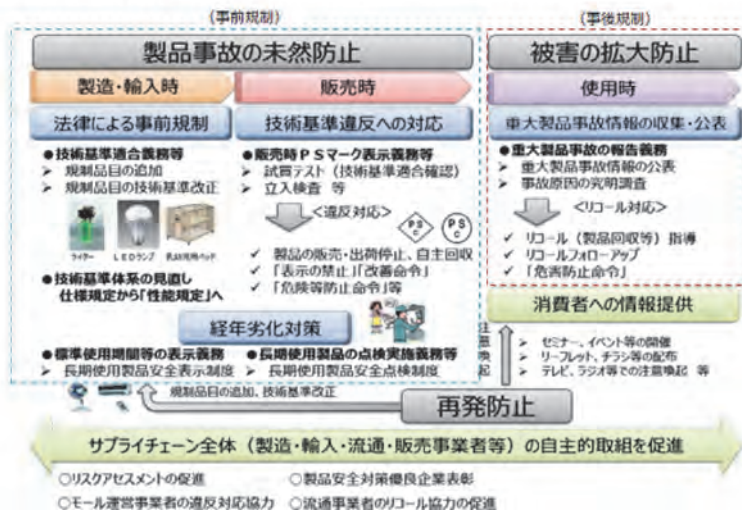 (事前規制)
(事後規制)
製品事故の未然防止
被害の拡大防止
製造・輸入時
販売時
使用時
法律による事前規制
技術基準違反への対応
重大製品事故情報の収集・公表
●技術基準適合義務等
➤ 規制品目の追加
➤ 規制品目の技術基準改正
ライター
LEDランプ
乳幼児用ベッド
●技術基準体系の見直し
仕様規定から「性能規定」へ
●販売時PSマーク表示義務等
➤ 試買テスト(技術基準適合確認)
➤ 立入検査 等
<違反対応>
PS
C
PS
C
✓ 製品の販売・出荷停止、自主回収
✓ 「表示の禁止」「改善命令」
✓ 「危険等防止命令」等
●重大製品事故の報告義務
➤ 重大製品事故情報の公表
➤ 事故原因の究明調査
<リコール対応>
✓ リコール(製品回収等)指導
✓ リコールフォローアップ
✓ 「危害防止命令」
経年劣化対策
●標準使用期間等の表示義務
➤ 長期使用製品安全表示制度
●長期使用製品の点検実施義務等
➤ 長期使用製品安全点検制度
消費者への情報提供
➤ セミナー、イベント等の開催
➤ リーフレット、チラシ等の配布
➤ テレビ、ラジオ等での注意喚起 等
規制品目の追加、技術基準改正
再発防止
サプライチェーン全体(製造・輸入・流通・販売事業者等)の自主的取組を促進
○リスクアセスメントの促進
○製品安全対策優良企業表彰
○モール運営事業者の違反対応協力
○流通事業者のリコール協力の促進